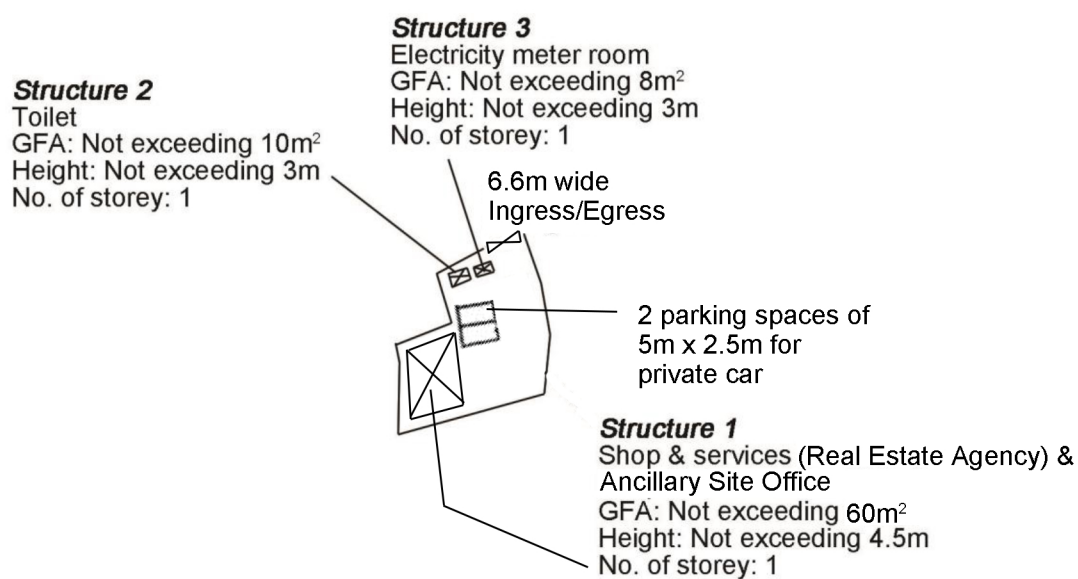 Structure 3
Electricity meter room
GFA: Not exceeding 8m²
Height: Not exceeding 3m
No. of storey: 1
Structure 2
Toilet
GFA: Not exceeding 10m²
Height: Not exceeding 3m
No. of storey: 1
6.6m wide
Ingress/Egress
2 parking spaces of
5m x 2.5m for
private car
Structure 1
Shop & services (Real Estate Agency) &
Ancillary Site Office
GFA: Not exceeding 60m²
Height: Not exceeding 4.5m
No. of storey: 1